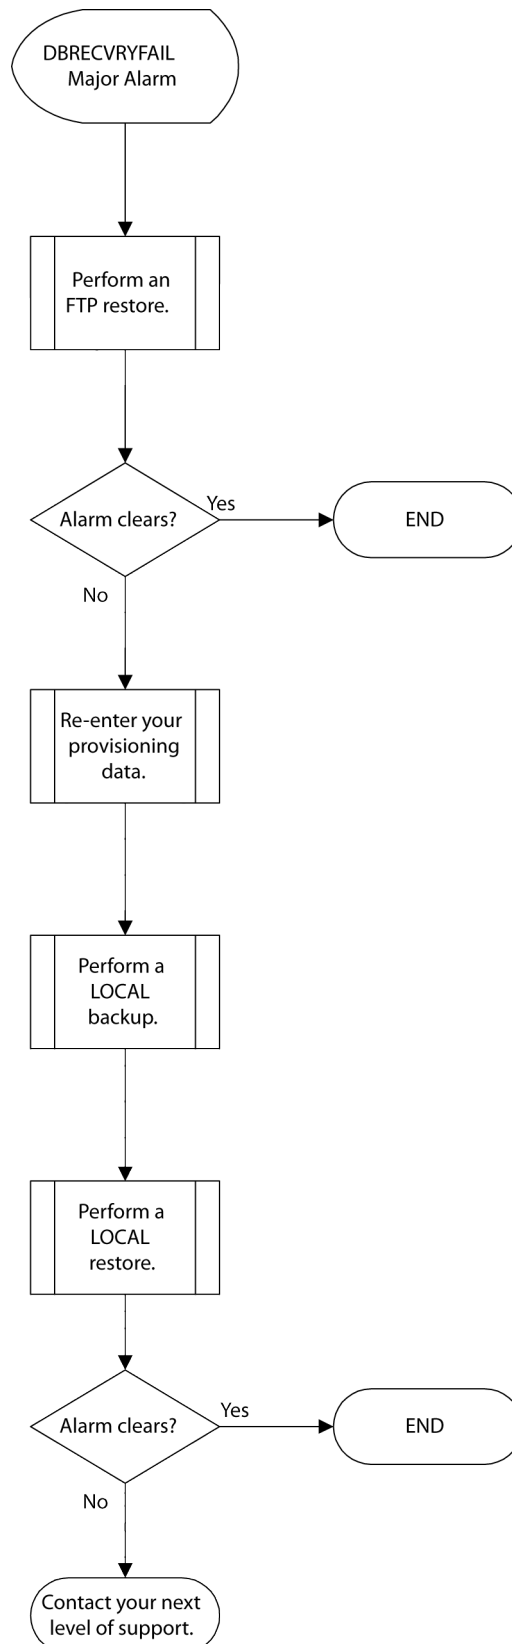 DBRECVRYFAIL
Major Alarm
Perform an
FTP restore.
Alarm clears?
Yes
END
No
Re-enter your
provisioning
data.
Perform a
LOCAL
backup.
Perform a
LOCAL
restore.
Alarm clears?
Yes
END
No
Contact your next
level of support.